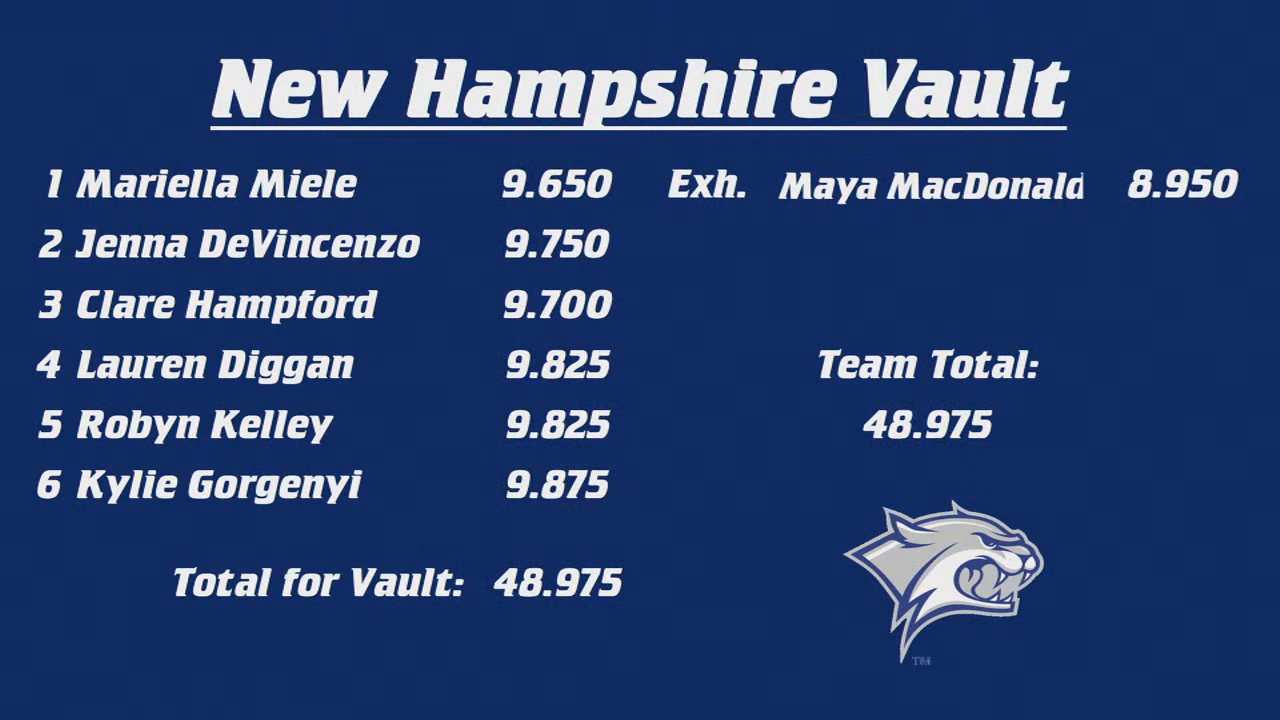 New Hampshire Vault
1 Mariella Miele 9.650 Exh. Maya MacDonald 8.950
2 Jenna DeVincenzo 9.750
3 Clare Hampford 9.700
4 Lauren Diggan 9.825 Team Total:
5 Robyn Kelley 9.825 48.975
6 Kylie Gorgenyi 9.875
Total for Vault: 48.975
TM